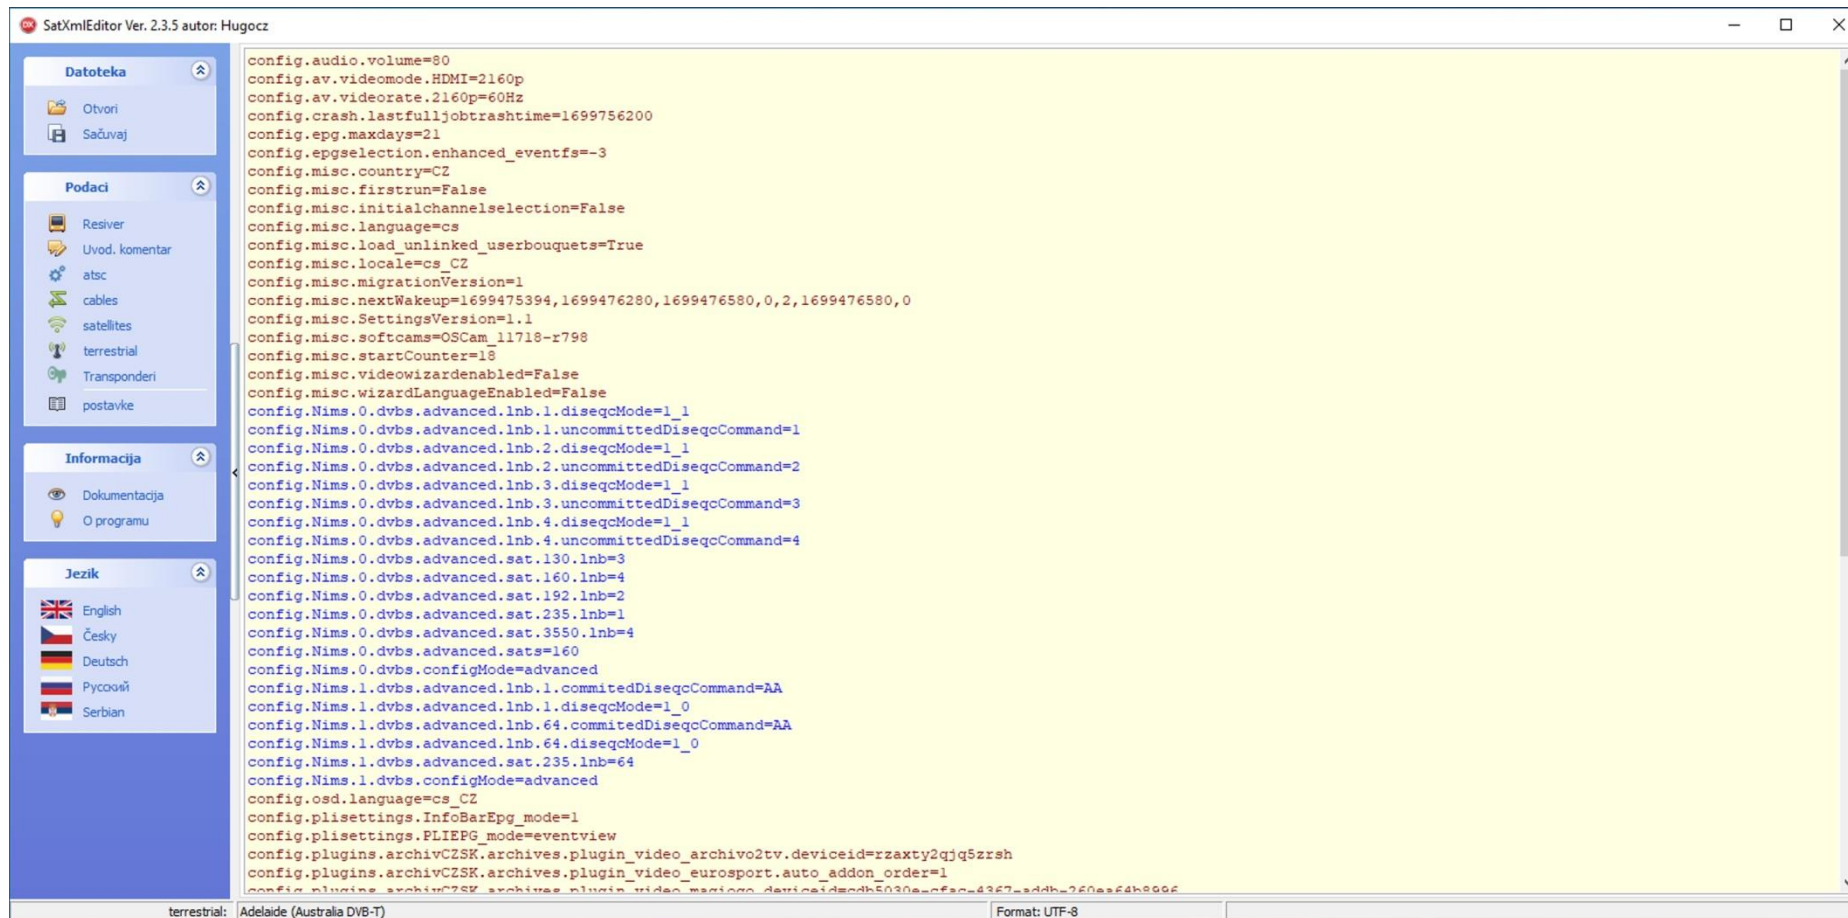 SatXmlEditor Ver. 2.3.5 autor: Hugocz
Datoteka
Otvori
Sačuvaj
Podaci
Resiver
Uvod. komentar
atsc
cables
satellites
terrestrial
Transponderi
postavke
Informacija
Dokumentacija
O programu
Jezik
English
Česky
Deutsch
Русский
Serbian
config.audio.volume=80
config.av.videomode.HDMI=2160p
config.av.videorate.2160p=60Hz
config.crash.lastfulljobtrashtime=1699756200
config.epg.maxdays=21
config.epgselection.enhanced_eventfs=-3
config.misc.country=CZ
config.misc.firstrun=False
config.misc.initialchannelselection=False
config.misc.language=cs
config.misc.load_unlinked_userbouquets=True
config.misc.locale=cs_CZ
config.misc.migrationVersion=1
config.misc.nextWakeup=1699475394,1699476280,1699476580,0,2,1699476580,0
config.misc.SettingsVersion=1.1
config.misc.softcams=OSCam_11718-r798
config.misc.startCounter=18
config.misc.videowizardenabled=False
config.misc.wizardLanguageEnabled=False
config.Nims.0.dvbs.advanced.lnb.1.diseqcMode=1_1
config.Nims.0.dvbs.advanced.lnb.1.uncommittedDiseqcCommand=1
config.Nims.0.dvbs.advanced.lnb.2.diseqcMode=1_1
config.Nims.0.dvbs.advanced.lnb.2.uncommittedDiseqcCommand=2
config.Nims.0.dvbs.advanced.lnb.3.diseqcMode=1_1
config.Nims.0.dvbs.advanced.lnb.3.uncommittedDiseqcCommand=3
config.Nims.0.dvbs.advanced.lnb.4.diseqcMode=1_1
config.Nims.0.dvbs.advanced.lnb.4.uncommittedDiseqcCommand=4
config.Nims.0.dvbs.advanced.sat.130.lnb=3
config.Nims.0.dvbs.advanced.sat.160.lnb=4
config.Nims.0.dvbs.advanced.sat.192.lnb=2
config.Nims.0.dvbs.advanced.sat.235.lnb=1
config.Nims.0.dvbs.advanced.sat.3550.lnb=4
config.Nims.0.dvbs.advanced.sats=160
config.Nims.0.dvbs.configMode=advanced
config.Nims.1.dvbs.advanced.lnb.1.commitedDiseqcCommand=AA
config.Nims.1.dvbs.advanced.lnb.1.diseqcMode=1_0
config.Nims.1.dvbs.advanced.lnb.64.commitedDiseqcCommand=AA
config.Nims.1.dvbs.advanced.lnb.64.diseqcMode=1_0
config.Nims.1.dvbs.advanced.sat.235.lnb=64
config.Nims.1.dvbs.configMode=advanced
config.osd.language=cs_CZ
config.plisettings.InfoBarEpg_mode=1
config.plisettings.PLIEPG_mode=eventview
config.plugins.archivCZSK.archives.plugin_video_archivo2tv.deviceid=rzaxty2qjq5zrsh
config.plugins.archivCZSK.archives.plugin_video_eurosport.auto_addon_order=1
config.plugins.archivCZSK.archives.plugin_video_magiogo.deviceid=cdb5030e-cfac-4367-addb-260ea64b8996
terrestrial: Adelaide (Australia DVB-T) Format: UTF-8